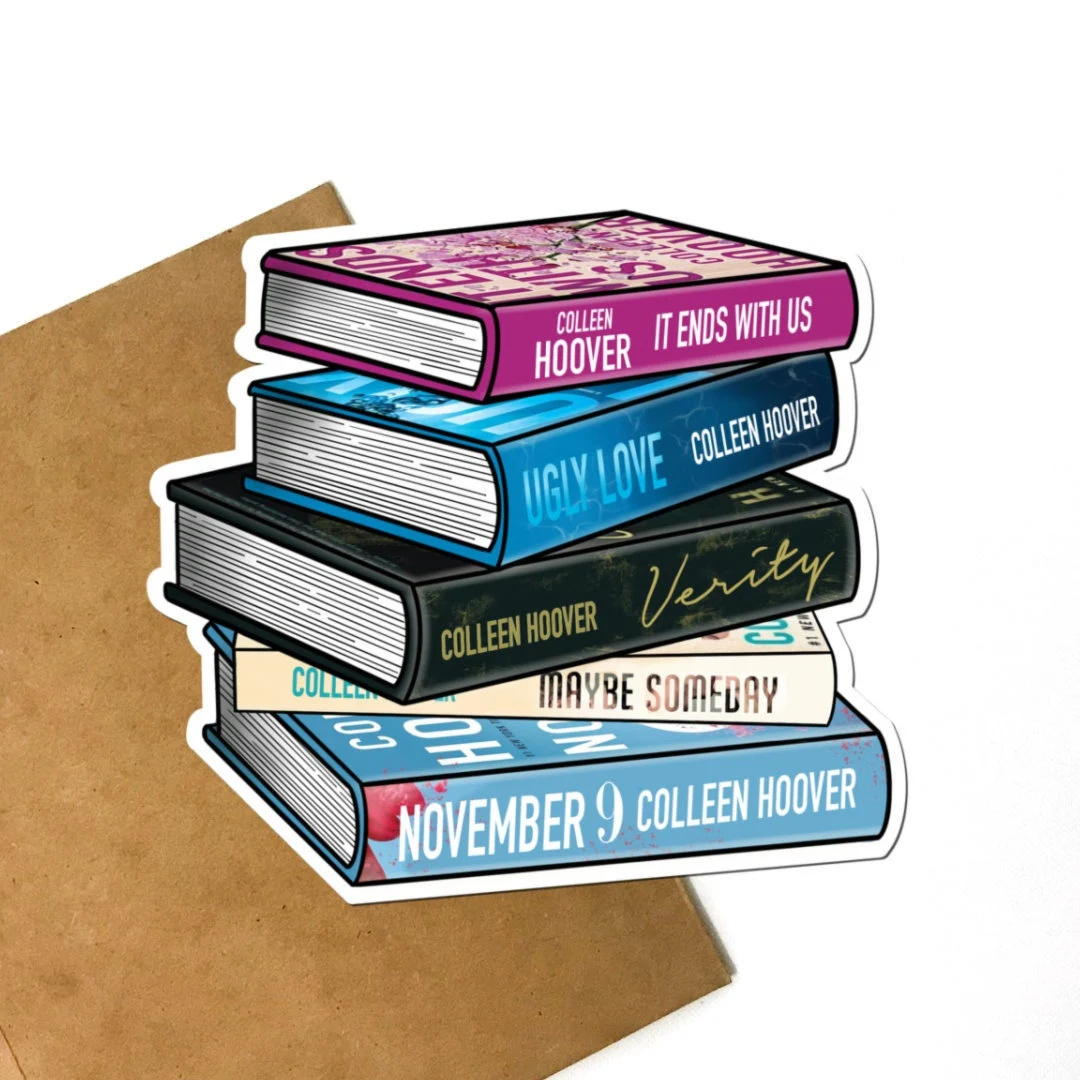 COLLEEN
HOOVER
IT ENDS WITH US
UGLY LOVE
COLLEEN HOOVER
COLLEEN HOOVER
Verity
MAYBE SOMEDAY
NOVEMBER 9
COLLEEN HOOVER